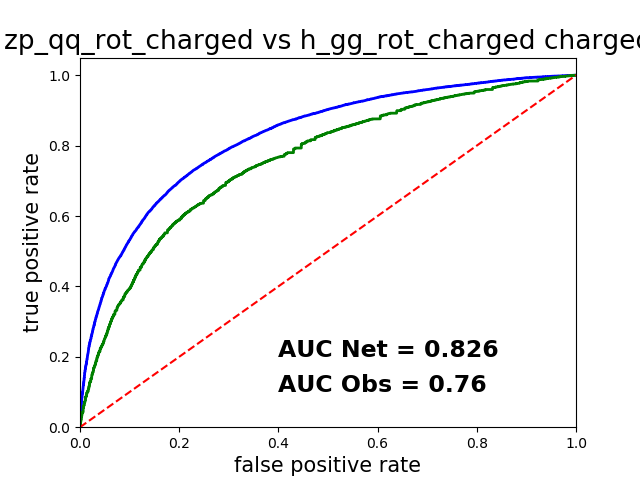 zp_qq_rot_charged vs h_gg_rot_charged charged
1.0
0.8
0.6
0.4
0.2
0.0
true positive rate
AUC Net = 0.826
AUC Obs = 0.76
0.0 0.2 0.4 0.6 0.8 1.0
false positive rate